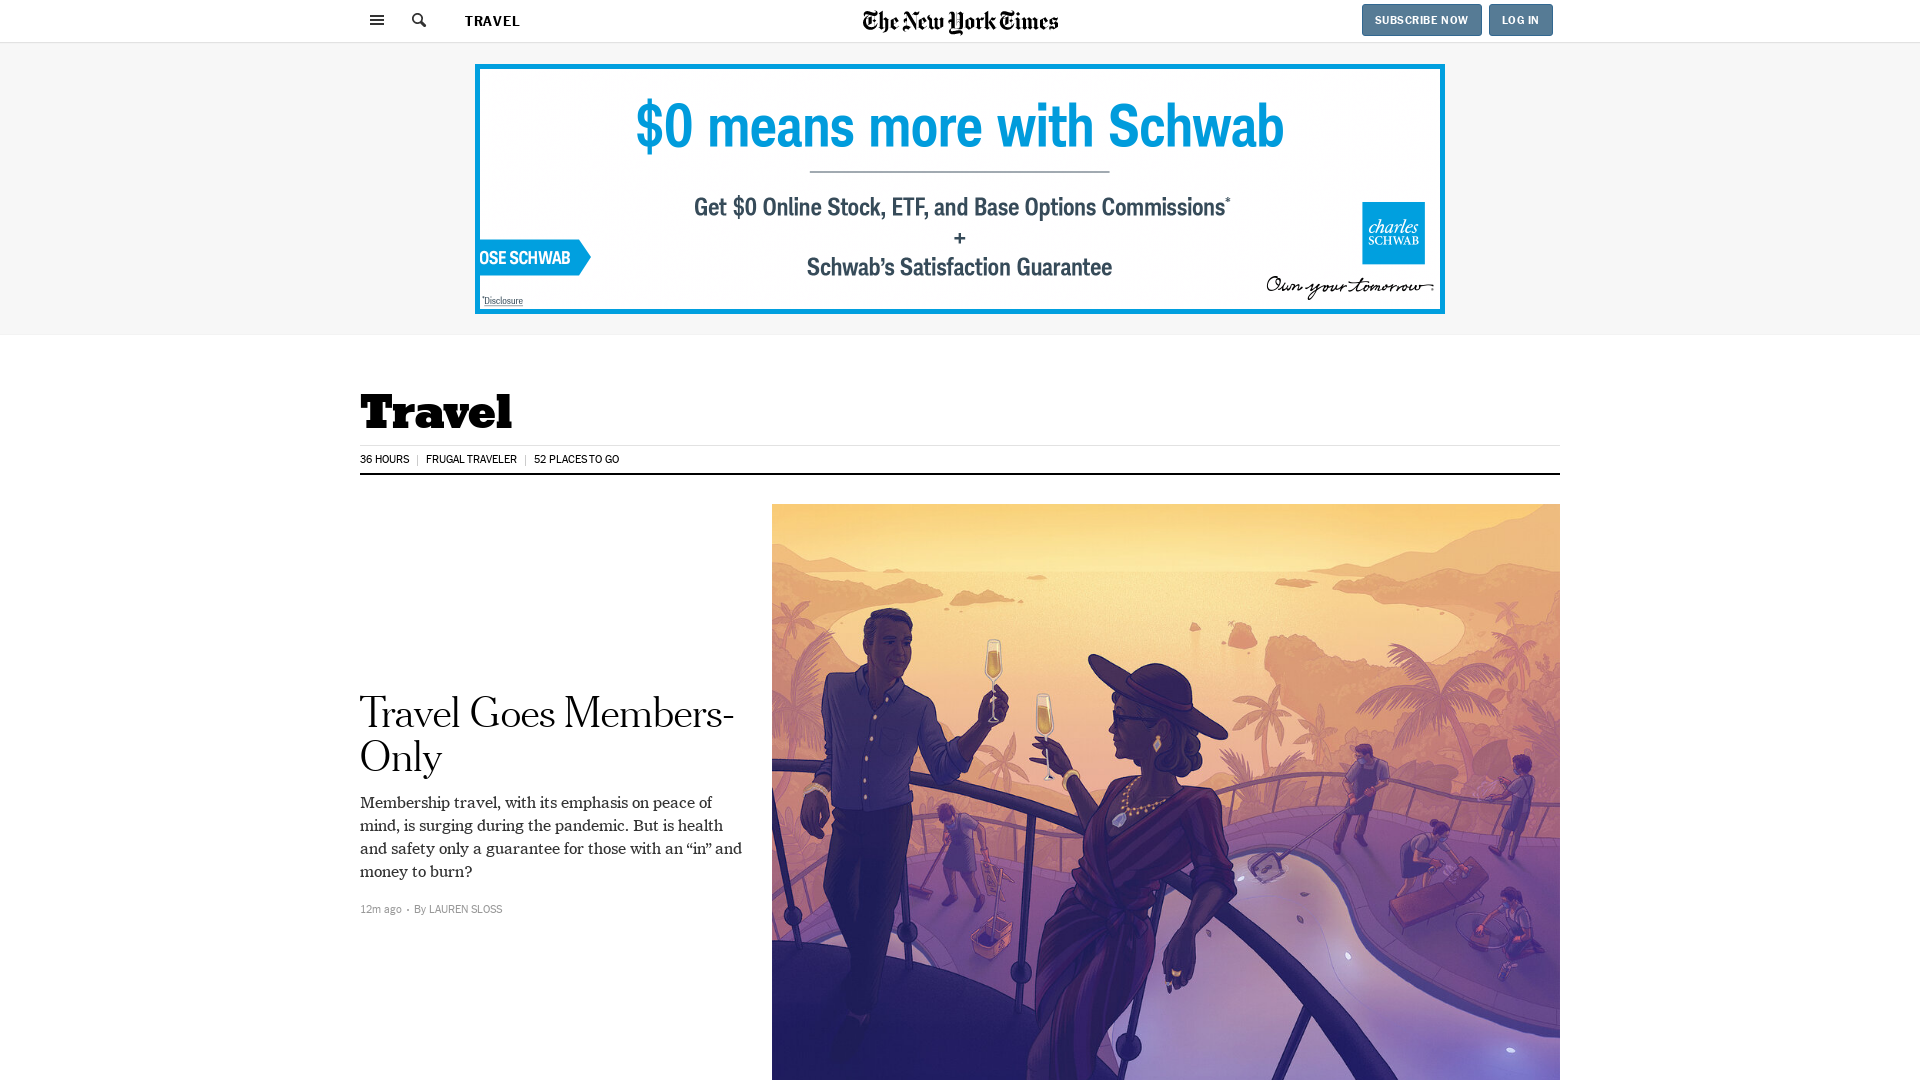 TRAVEL
The New York Times
SUBSCRIBE NOW
LOG IN
$0 means more with Schwab
Get $0 Online Stock, ETF, and Base Options Commissions*
+
Schwab's Satisfaction Guarantee
OSE SCHWAB
*Disclosure
charles
SCHWAB
Own your tomorrow.
Travel
36 HOURS
FRUGAL TRAVELER
52 PLACES TO GO
Travel Goes Members-
Only
Membership travel, with its emphasis on peace of
mind, is surging during the pandemic. But is health
and safety only a guarantee for those with an “in” and
money to burn?
12m ago • By LAUREN SLOSS